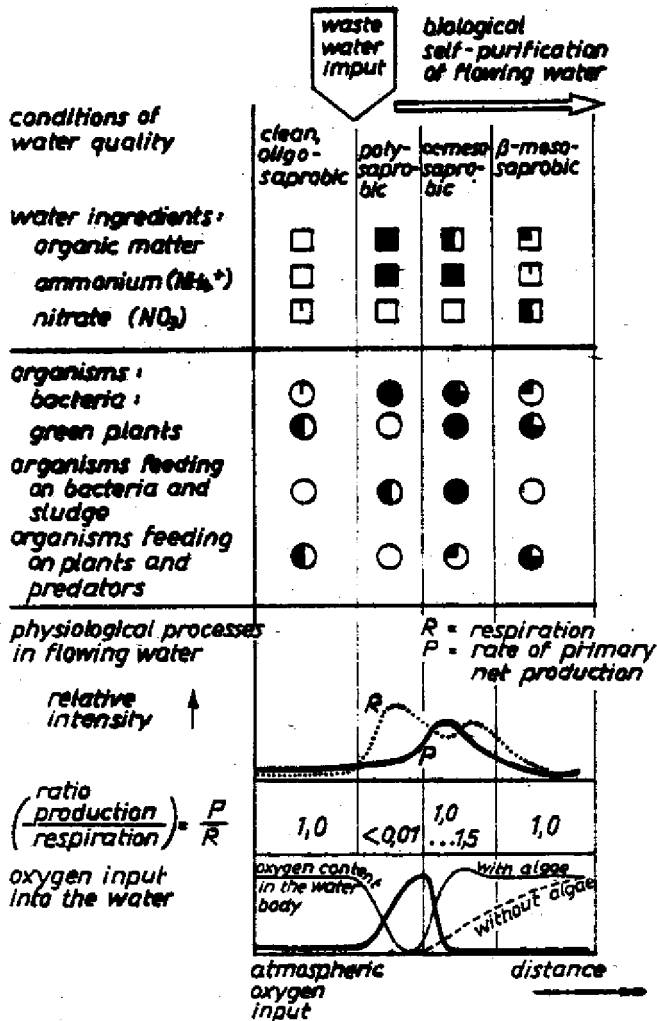 waste
water
imput
biological
self-purification
of flowing water
conditions of
water quality
clean,
oligo-
saprobic
poly-
sapro-
bic
α-meso
sapro-
bic
β-meso-
saprobic
water ingredients:
organic matter
ammonium (NH₄⁺)
nitrate (NO₃)
organisms:
bacteria:
green plants
organisms feeding
on bacteria and
sludge
organisms feeding
on plants and
predators
physiological processes
in flowing water
R = respiration
P = rate of primary
net production
relative
intensity
R
P
ratio
(production/respiration) = P/R
1,0
<0,01
1,0
...1,5
1,0
oxygen input
into the water
oxygen content
in the water
body
with algae
without algae
atmospheric
oxygen
input
distance